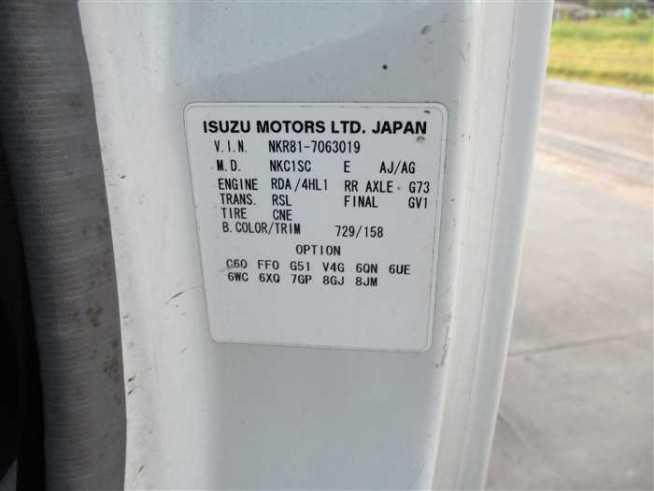 ISUZU MOTORS LTD. JAPAN
V.I.N. NKR81-7063019
M.D. NKC1SC E AJ/AG
ENGINE RDA/4HL1 RR AXLE G73
TRANS. RSL FINAL GV1
TIRE CNE
B.COLOR/TRIM 729/158
OPTION
C60 FF0 G51 V4G 6QN 6UE
6WC 6XQ 7GP 8GJ 8JM